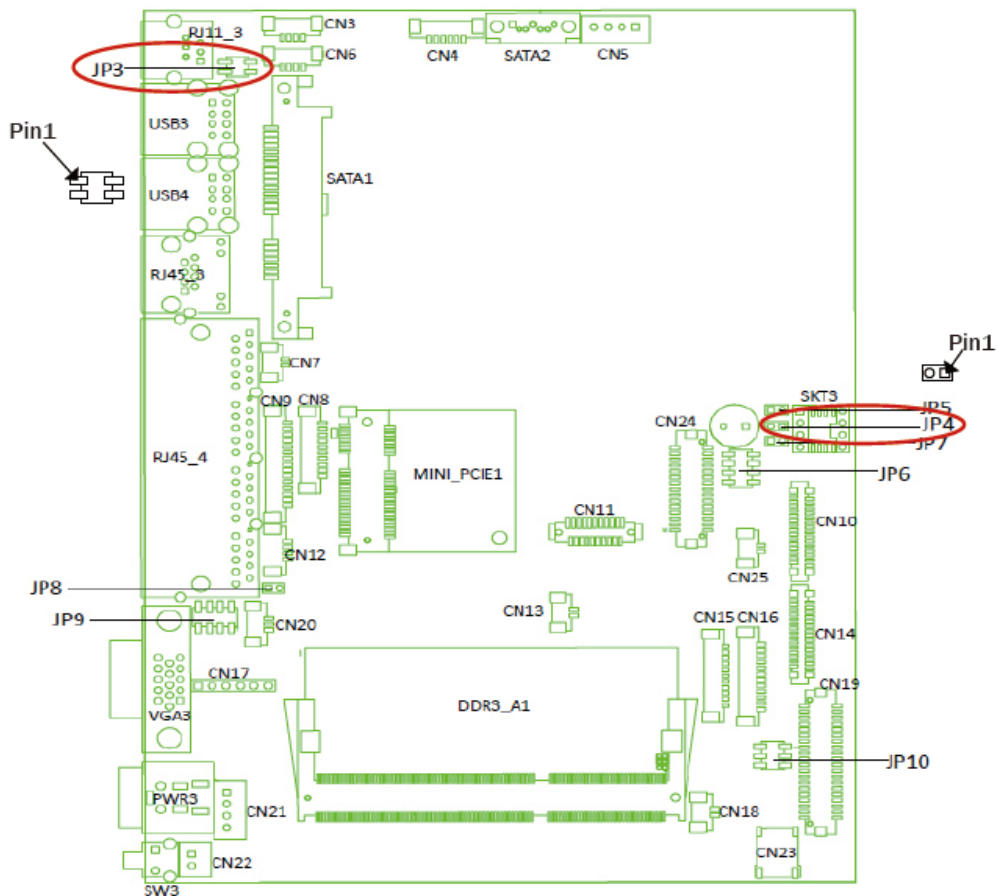 RJ11_3
CN3
CN4
SATA2
CN5
CN6
JP3
USB3
Pin1
SATA1
USB4
RJ45_3
Pin1
CN7
SKT3
CN9
CN8
JP5
CN24
JP4
JP7
RJ45_4
MINI_PCIE1
JP6
CN11
CN10
CN12
CN25
JP8
CN13
JP9
CN20
CN15
CN16
CN14
CN17
CN19
DDR3_A1
VGA3
JP10
PWR3
CN21
CN18
CN22
CN23
SW3